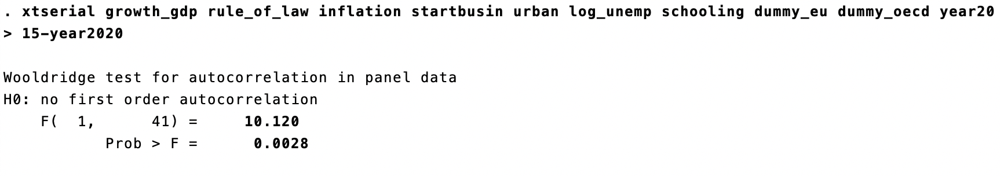 . xtserial growth_gdp rule_of_law inflation startbusin urban log_unemp schooling dummy_eu dummy_oecd year20
> 15-year2020
Wooldridge test for autocorrelation in panel data
H0: no first order autocorrelation
F( 1, 41) = 10.120
Prob > F = 0.0028